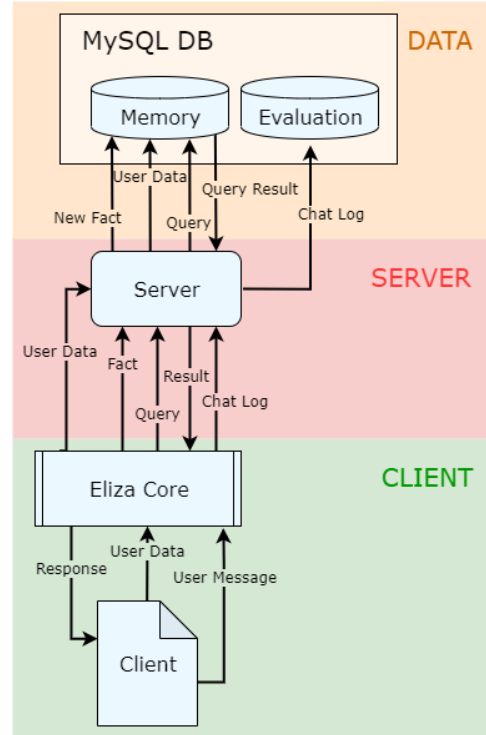 MySQL DB
DATA
Memory
Evaluation
User Data
Query Result
New Fact
Query
Chat Log
SERVER
Server
User Data
Fact
Result
Query
Chat Log
CLIENT
Eliza Core
User Data
Response
User Message
Client